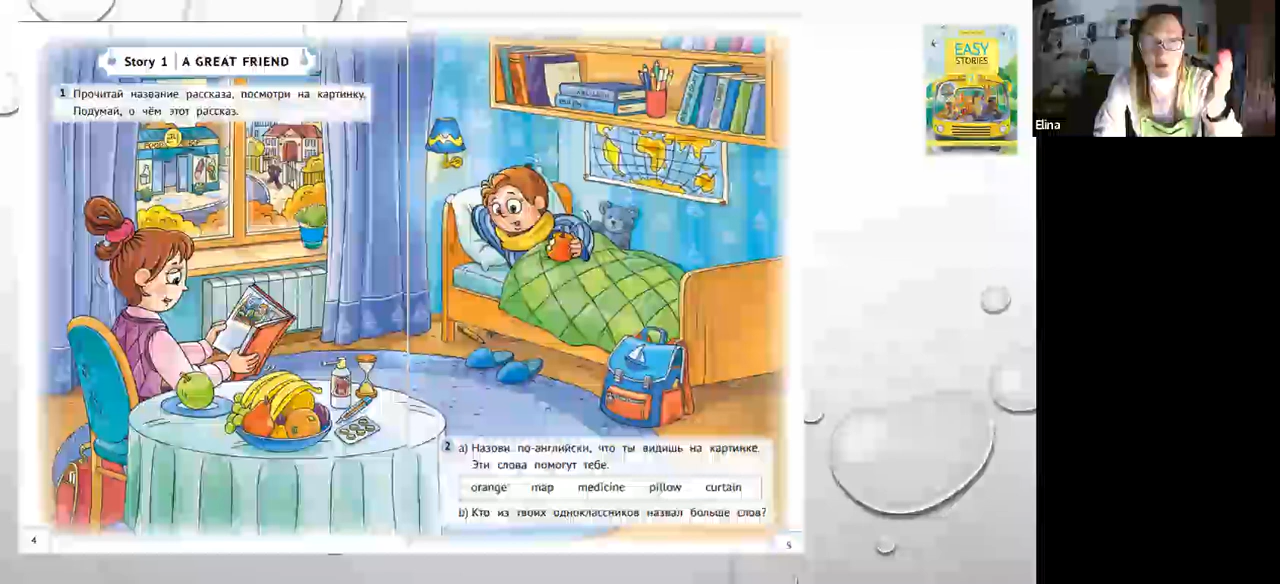 Story 1 | A GREAT FRIEND
1 Прочитай название рассказа, посмотри на картинку.
Подумай, о чём этот рассказ.
2 a) Назови по-английски, что ты видишь на картинке.
Эти слова помогут тебе.
orange map medicine pillow curtain
b) Кто из твоих одноклассников назвал больше слов?
4
5
EASY
STORIES
Elina